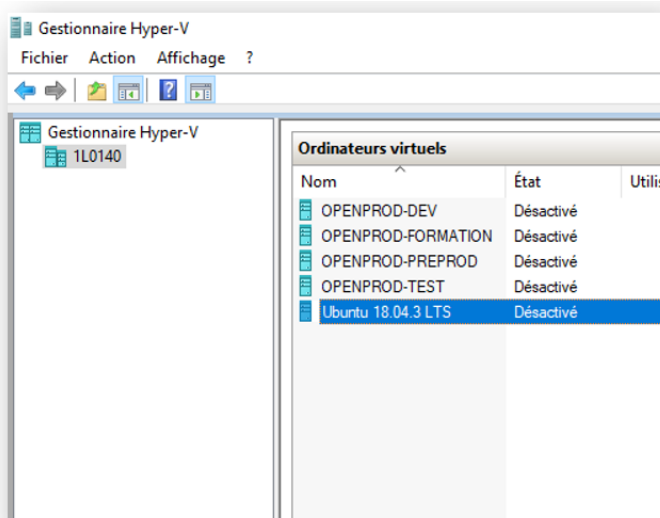 Gestionnaire Hyper-V
Fichier Action Affichage ?
Gestionnaire Hyper-V
1L0140
Ordinateurs virtuels
Nom État Utilis
OPENPROD-DEV Désactivé
OPENPROD-FORMATION Désactivé
OPENPROD-PREPROD Désactivé
OPENPROD-TEST Désactivé
Ubuntu 18.04.3 LTS Désactivé